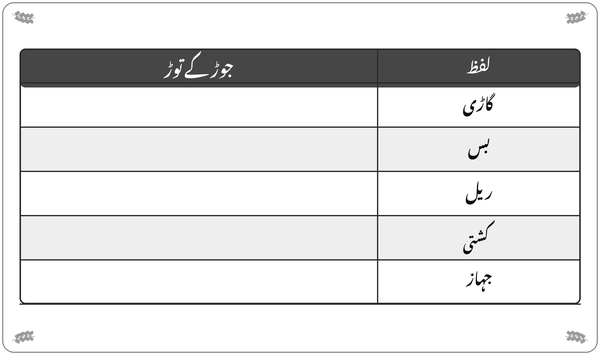 لفظ جوڑ کے توڑ
گاڑی
بس
ریل
کشتی
جہاز